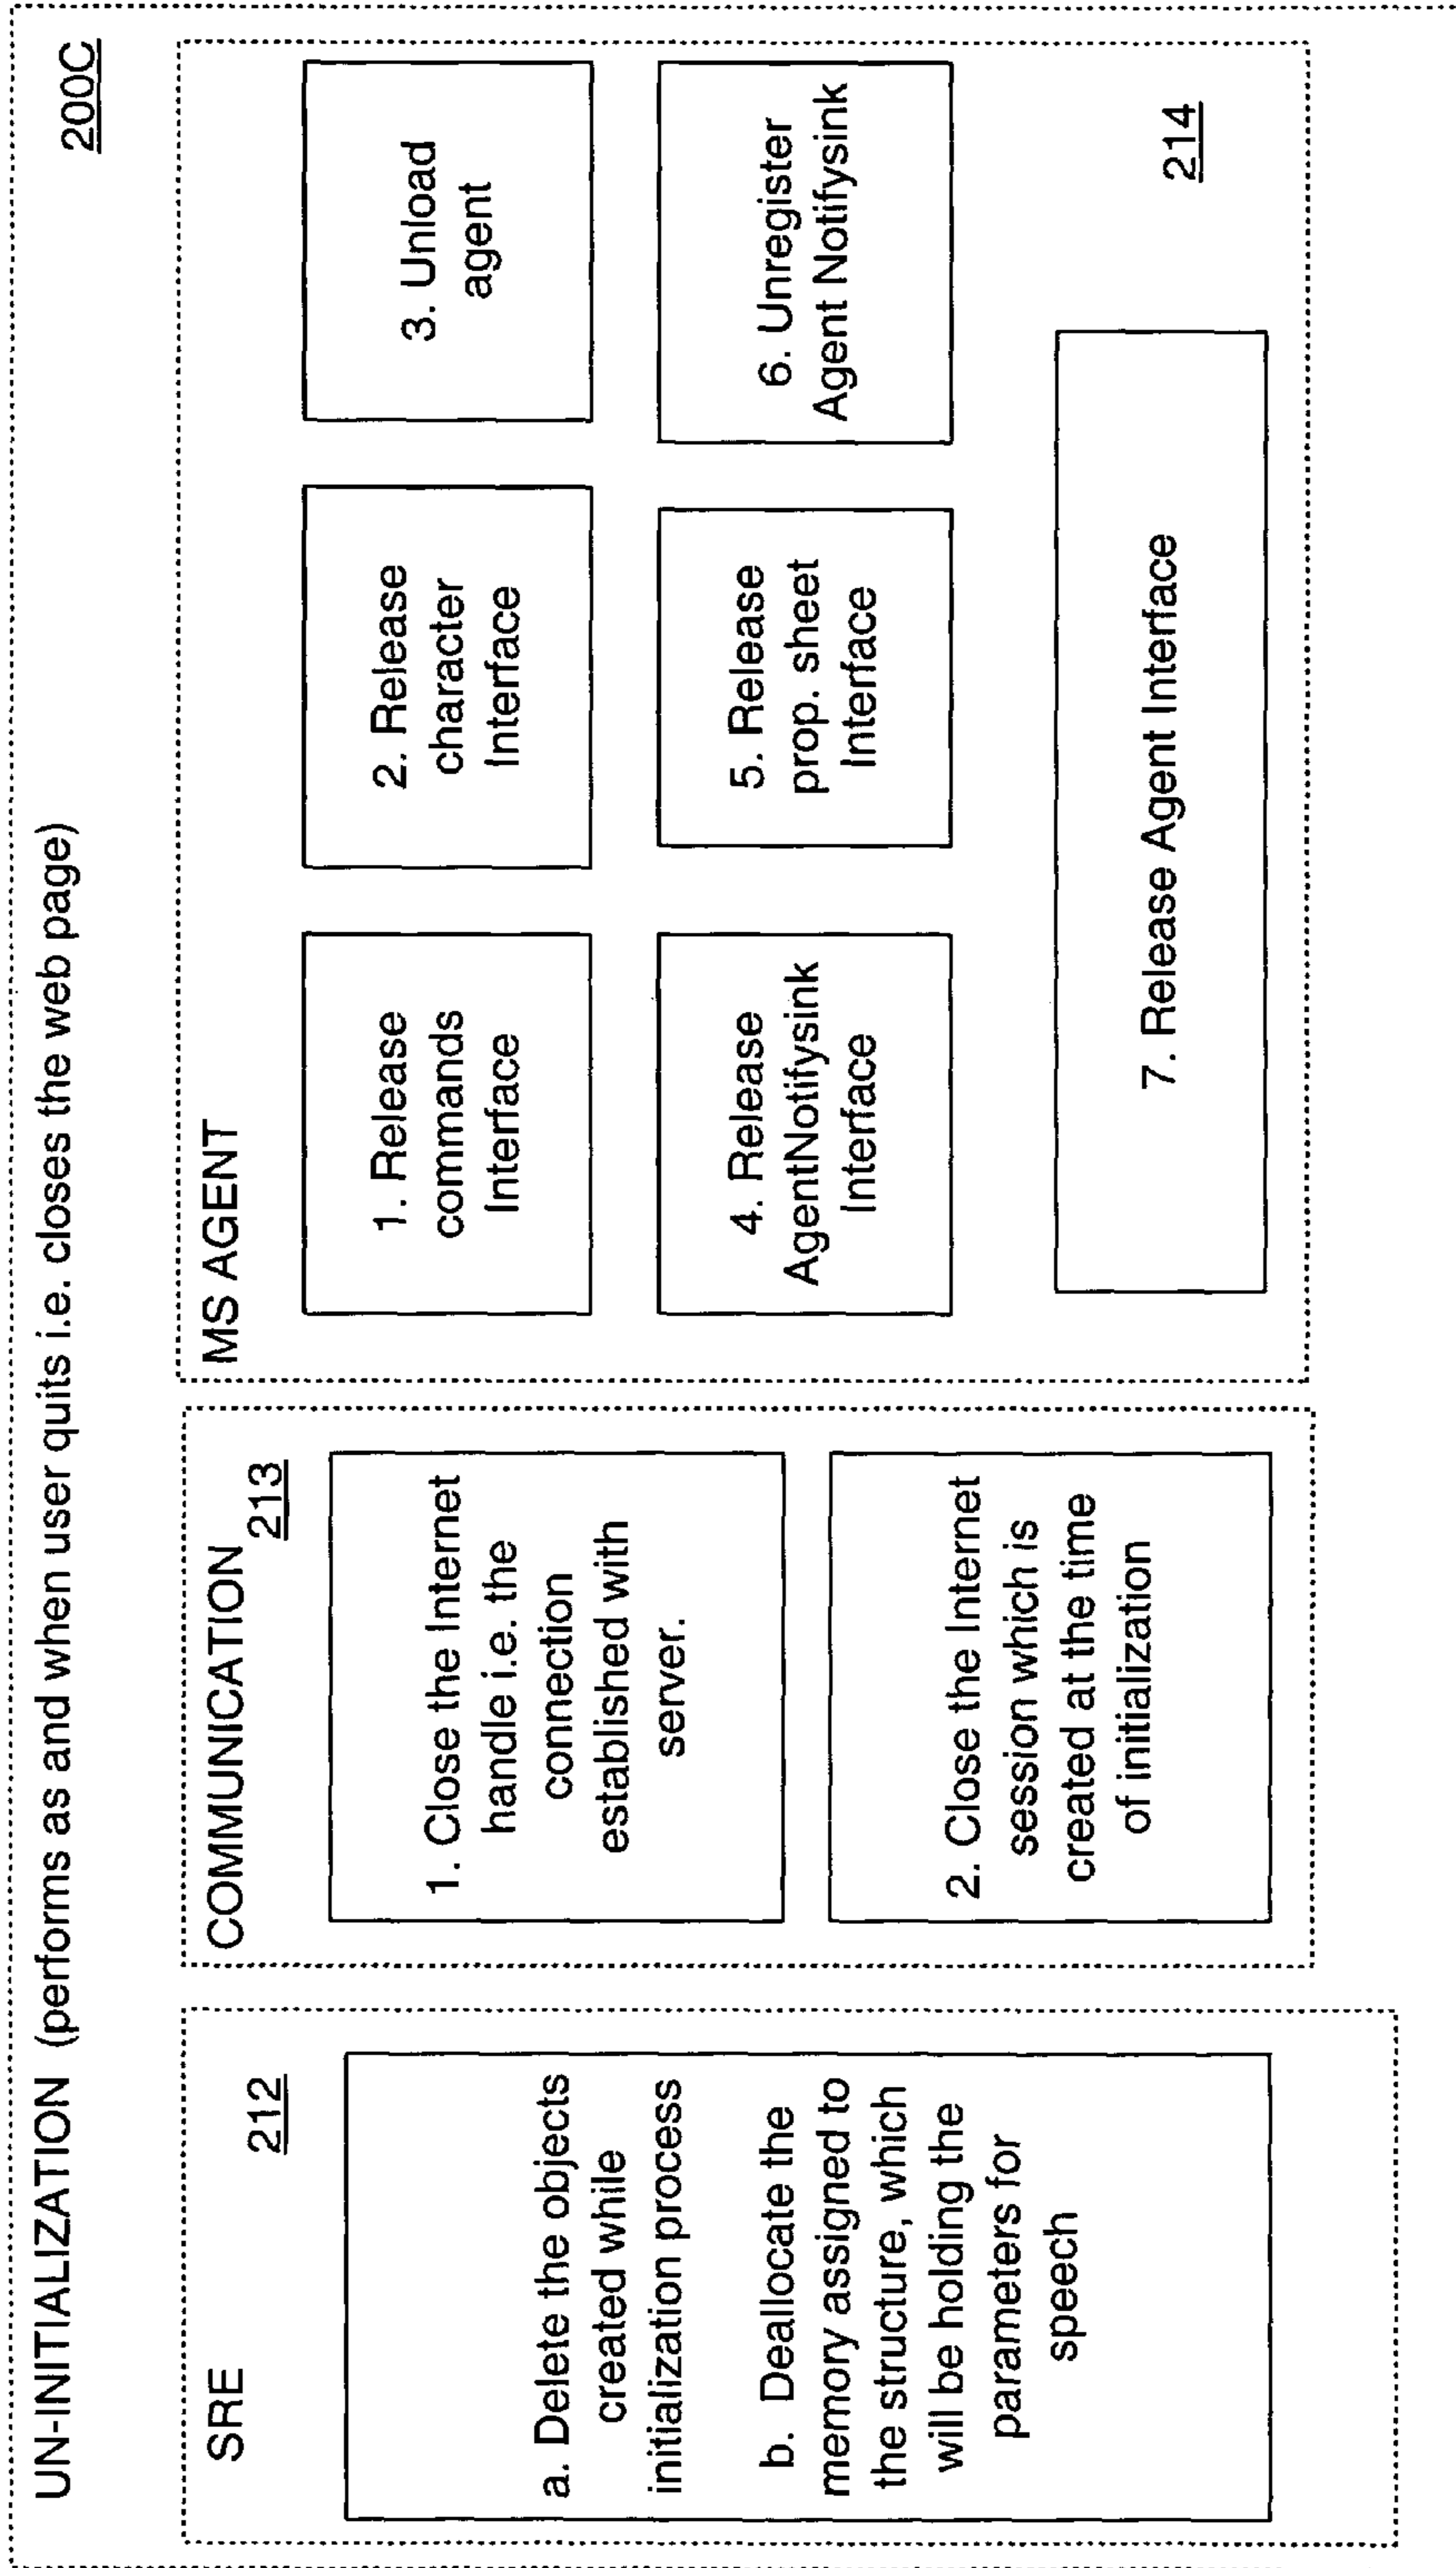 UN-INITIALIZATION (performs as and when user quits i.e. closes the web page)
200C
SRE
212
a. Delete the objects
created while
initialization process
b. Deallocate the
memory assigned to
the structure, which
will be holding the
parameters for
speech
COMMUNICATION
213
1. Close the Internet
handle i.e. the
connection
established with
server.
2. Close the Internet
session which is
created at the time
of initialization
MS AGENT
1. Release
commands
Interface
2. Release
character
Interface
3. Unload
agent
4. Release
AgentNotifysink
Interface
5. Release
prop. sheet
Interface
6. Unregister
Agent Notifysink
7. Release Agent Interface
214